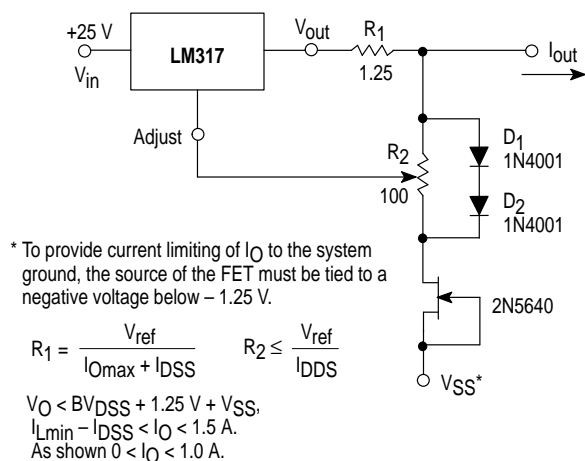 +25 V
V_in
LM317
V_out
R_1
1.25
I_out
Adjust
R_2
100
D_1
1N4001
D_2
1N4001
* To provide current limiting of I_O to the system
ground, the source of the FET must be tied to a
negative voltage below – 1.25 V.
2N5640
R_1 = V_ref / (I_Omax + I_DSS)
R_2 ≤ V_ref / I_DDS
V_SS*
V_O < BV_DSS + 1.25 V + V_SS,
I_Lmin – I_DSS < I_O < 1.5 A.
As shown 0 < I_O < 1.0 A.